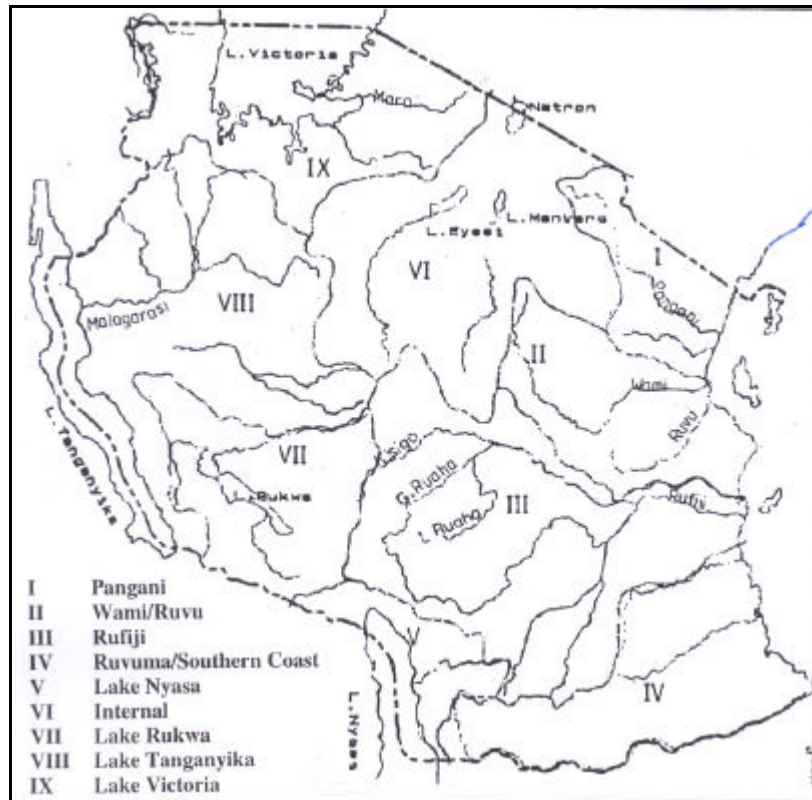 L.Victoria
Mara
Natron
IX
L.Eyasi
L.Manyara
VI
I
Pangani
Malagarasi
VIII
II
Wami
Ruvu
L.Tanganyika
VII
L.Rukwa
G.Ruaha
L.Ruaha
III
Rufiji
V
IV
L.Nyasa
I Pangani
II Wami/Ruvu
III Rufiji
IV Ruvuma/Southern Coast
V Lake Nyasa
VI Internal
VII Lake Rukwa
VIII Lake Tanganyika
IX Lake Victoria